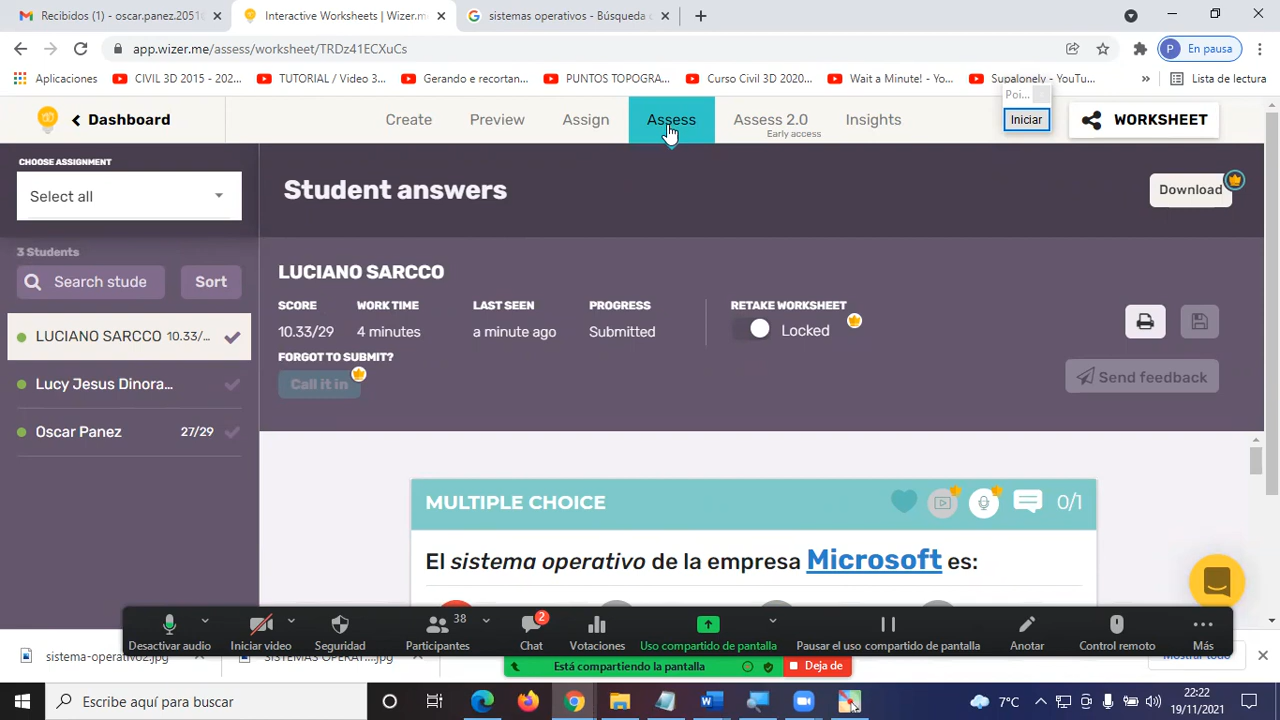 Recibidos (1) - oscar.panez.2051
Interactive Worksheets | Wizer.m
sistemas operativos - Búsqueda
app.wizer.me/assess/worksheet/TRDz41ECXuCs
P En pausa
Aplicaciones
CIVIL 3D 2015 - 202...
TUTORIAL / Video 3...
Gerando e recortan...
PUNTOS TOPOGRA...
Curso Civil 3D 2020...
Wait a Minute! - Yo...
Supalonely - YouTu...
»
Lista de lectura
Poi...
Iniciar
Dashboard
Create
Preview
Assign
Assess
Assess 2.0
Early access
Insights
WORKSHEET
CHOOSE ASSIGNMENT
Select all
Student answers
Download
3 Students
Search stude
Sort
LUCIANO SARCCO 10.33/...
Lucy Jesus Dinora...
Oscar Panez 27/29
LUCIANO SARCCO
SCORE WORK TIME LAST SEEN PROGRESS RETAKE WORKSHEET
10.33/29 4 minutes a minute ago Submitted Locked
FORGOT TO SUBMIT?
Call it in
Send feedback
MULTIPLE CHOICE 0/1
El sistema operativo de la empresa Microsoft es:
38
2
Desactivar audio
Iniciar video
Seguridad
Participantes
Chat
Votaciones
Uso compartido de pantalla
Pausar el uso compartido de pantalla
Anotar
Control remoto
Más
Está compartiendo la pantalla
Deja de
sistema-operativo2.jpg
SISTEMAS OPERAT....jpg
Mostrar todo
Escribe aquí para buscar
7°C
22:22
19/11/2021